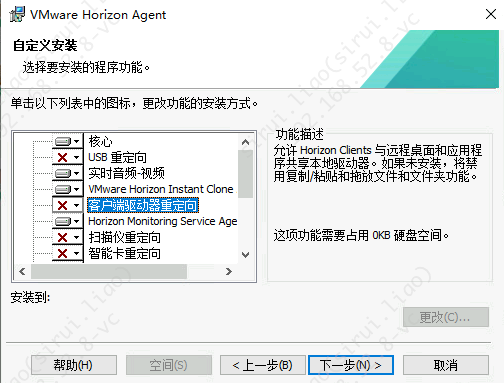 VMware Horizon Agent
自定义安装
选择要安装的程序功能。
单击以下列表中的图标，更改功能的安装方式。
核心
USB 重定向
实时音频-视频
VMware Horizon Instant Clone
客户端驱动器重定向
Horizon Monitoring Service Age
扫描仪重定向
智能卡重定向
功能描述
允许 Horizon Clients 与远程桌面和应用程
序共享本地驱动器。如果未安装，将禁
用复制/粘贴和拖放文件和文件夹功能。
这项功能需要占用 0KB 硬盘空间。
安装到:
更改(C)...
帮助(H)
空间(S)
< 上一步(B)
下一步(N) >
取消